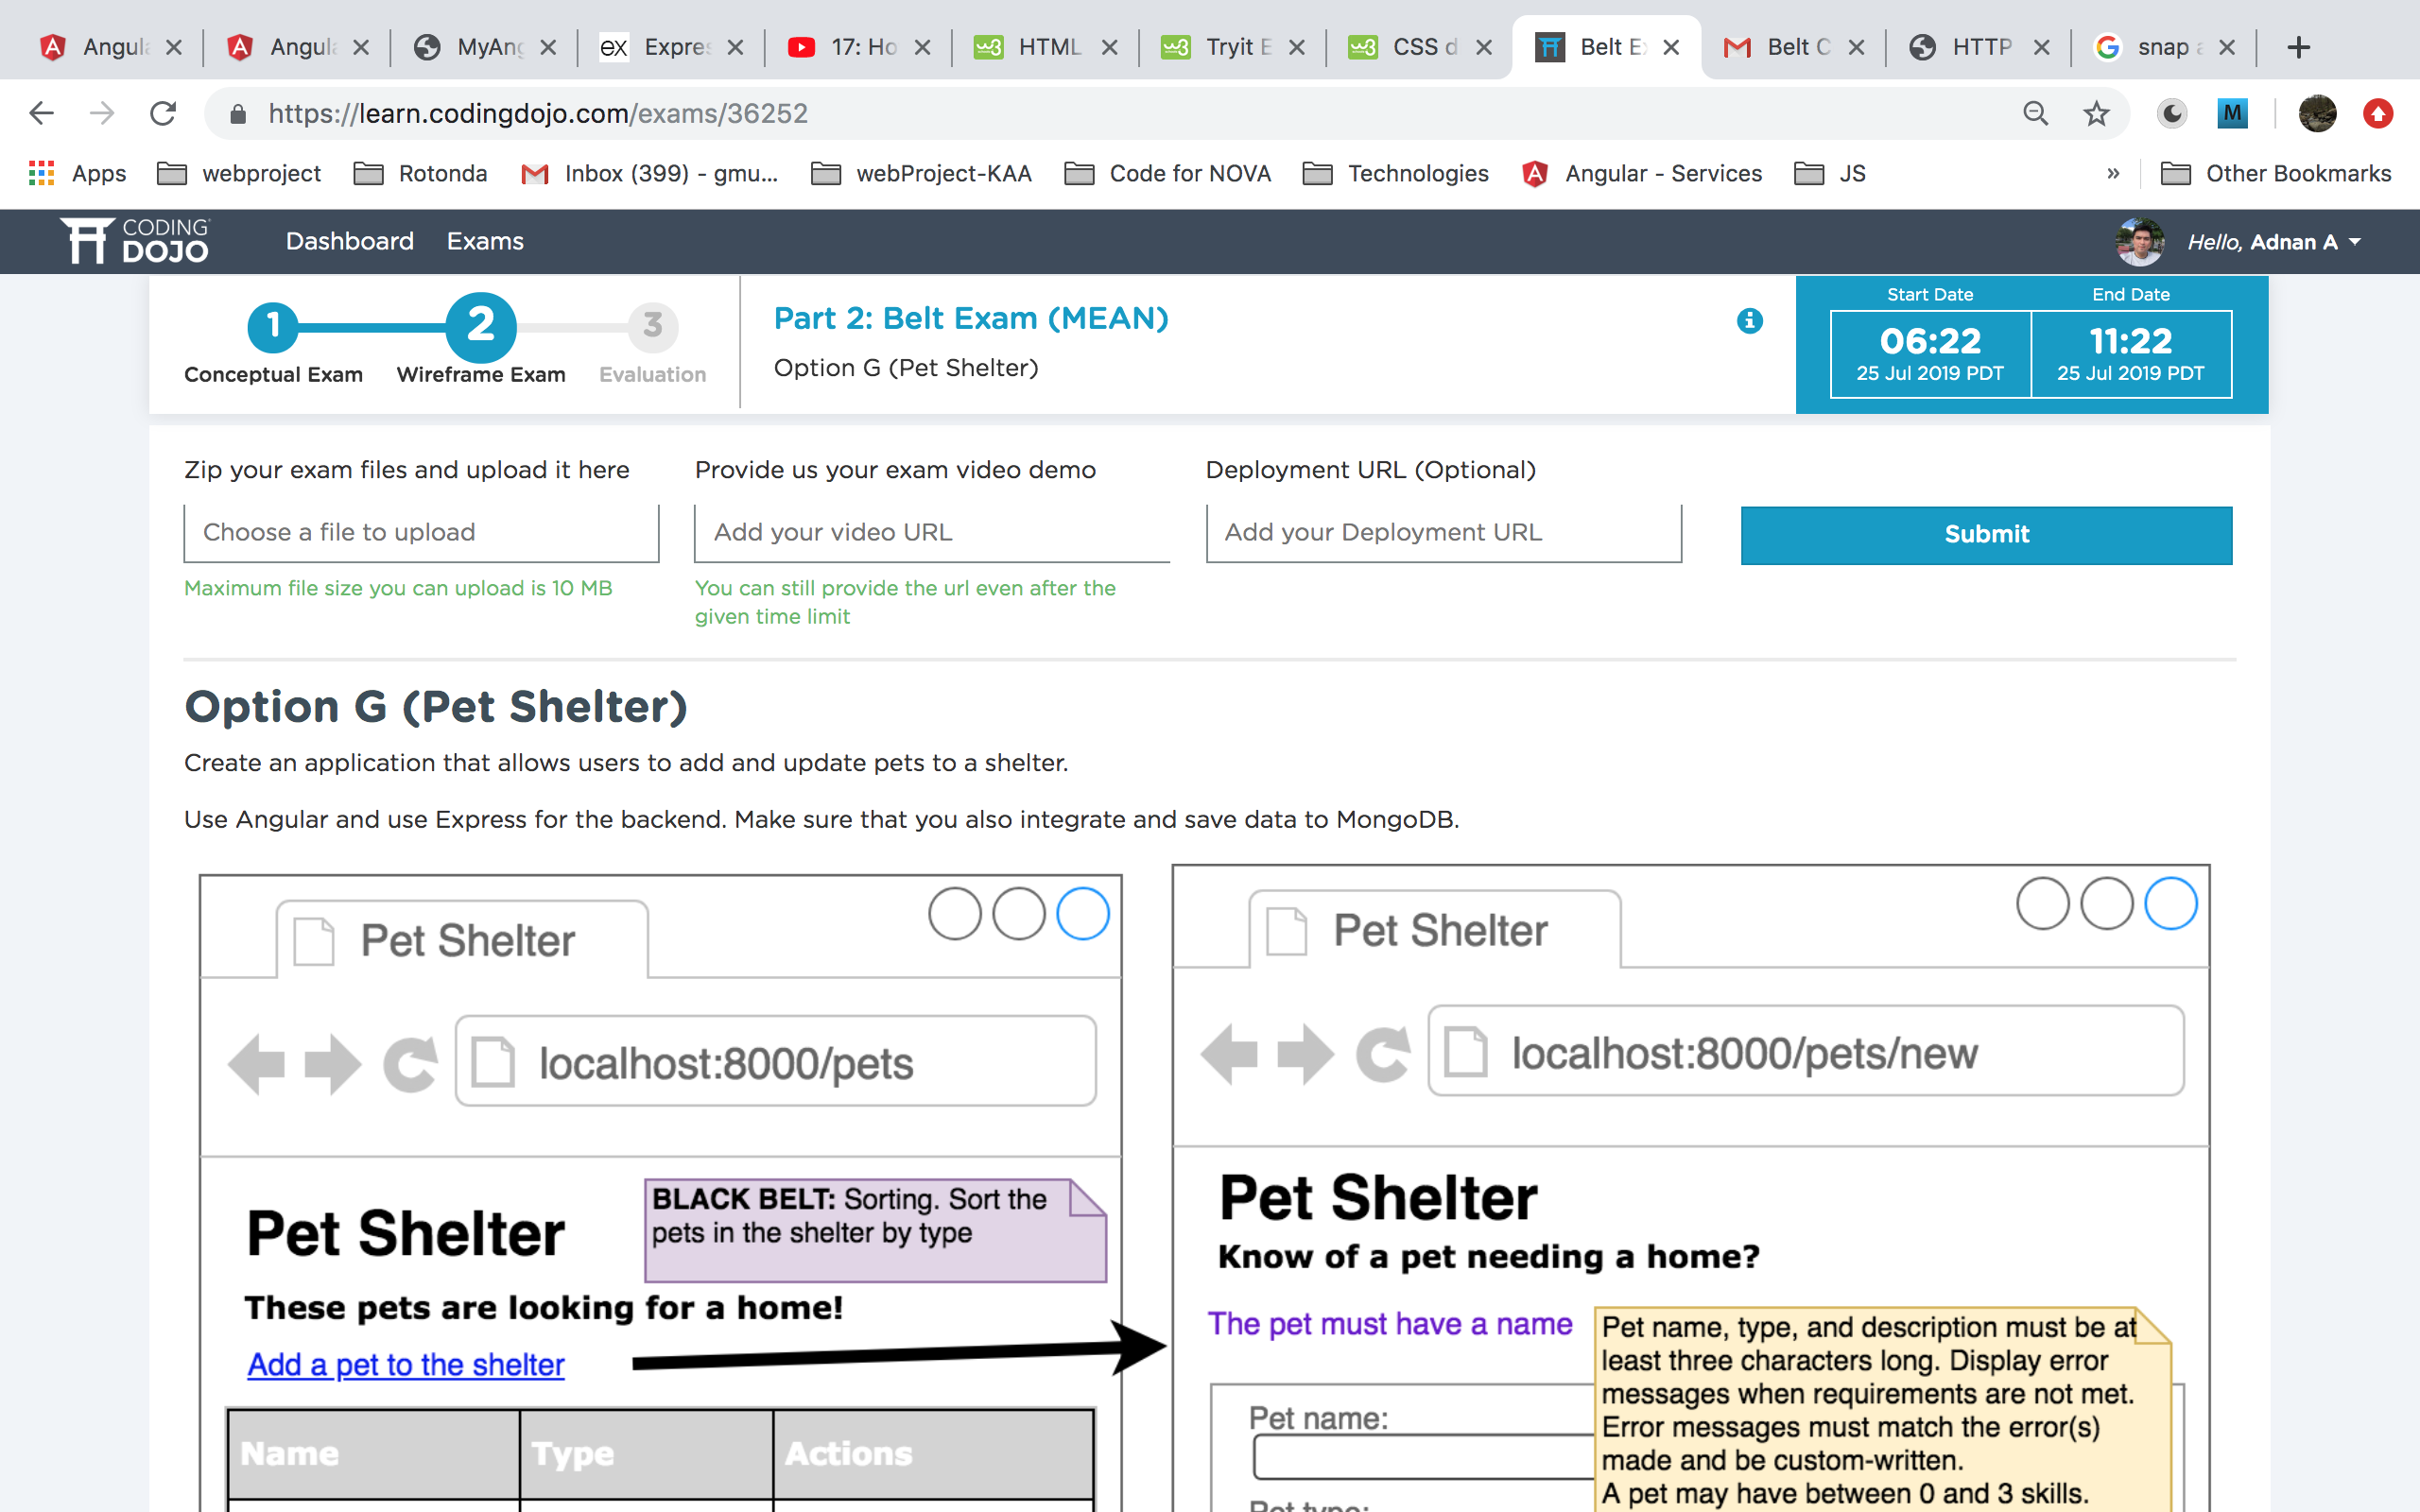 Angul
Angul
MyAng
ex Expres
17: Ho
HTML
Tryit E
CSS d
Belt Ex
Belt C
HTTP
snap a
https://learn.codingdojo.com/exams/36252
M
Apps webproject Rotonda Inbox (399) - gmu... webProject-KAA Code for NOVA Technologies Angular - Services JS » Other Bookmarks
CODING DOJO
Dashboard Exams
Hello, Adnan A
1 2 3
Conceptual Exam Wireframe Exam Evaluation
Part 2: Belt Exam (MEAN)
Option G (Pet Shelter)
Start Date End Date
06:22 11:22
25 Jul 2019 PDT 25 Jul 2019 PDT
Zip your exam files and upload it here
Choose a file to upload
Maximum file size you can upload is 10 MB
Provide us your exam video demo
Add your video URL
You can still provide the url even after the
given time limit
Deployment URL (Optional)
Add your Deployment URL
Submit
Option G (Pet Shelter)
Create an application that allows users to add and update pets to a shelter.
Use Angular and use Express for the backend. Make sure that you also integrate and save data to MongoDB.
Pet Shelter
localhost:8000/pets
Pet Shelter
BLACK BELT: Sorting. Sort the
pets in the shelter by type
These pets are looking for a home!
Add a pet to the shelter
Name Type Actions
Pet Shelter
localhost:8000/pets/new
Pet Shelter
Know of a pet needing a home?
The pet must have a name
Pet name, type, and description must be at
least three characters long. Display error
messages when requirements are not met.
Error messages must match the error(s)
made and be custom-written.
A pet may have between 0 and 3 skills.
Pet name:
Pet type: